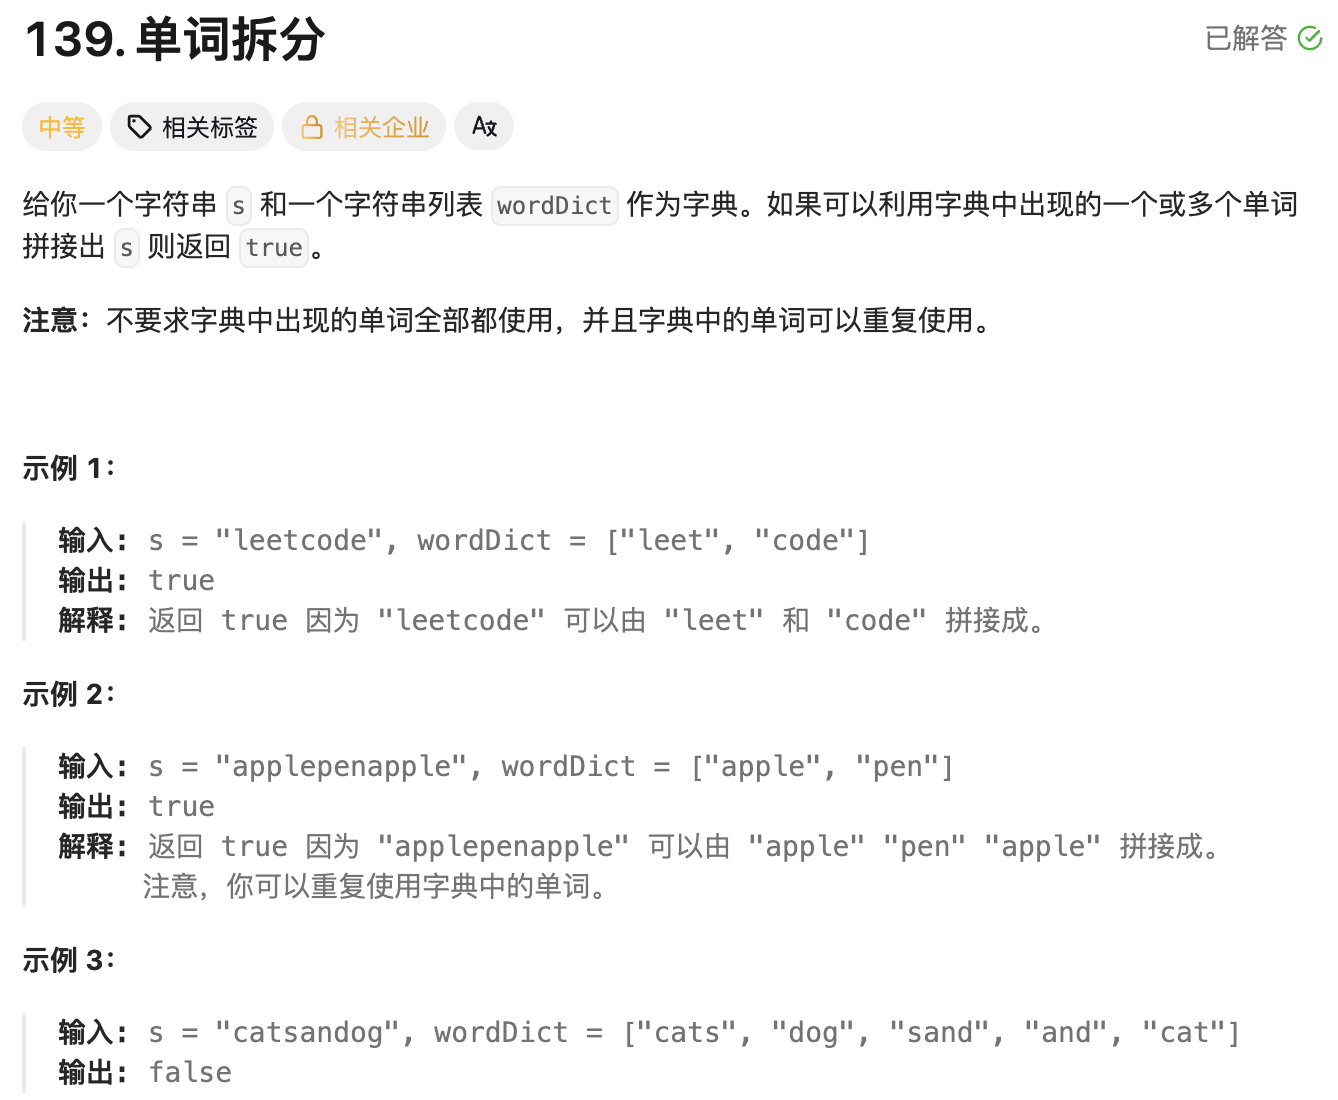 139. 单词拆分
已解答
中等 相关标签 相关企业
给你一个字符串 s 和一个字符串列表 wordDict 作为字典。如果可以利用字典中出现的一个或多个单词
拼接出 s 则返回 true。
注意：不要求字典中出现的单词全部都使用，并且字典中的单词可以重复使用。
示例 1：
输入: s = "leetcode", wordDict = ["leet", "code"]
输出: true
解释: 返回 true 因为 "leetcode" 可以由 "leet" 和 "code" 拼接成。
示例 2：
输入: s = "applepenapple", wordDict = ["apple", "pen"]
输出: true
解释: 返回 true 因为 "applepenapple" 可以由 "apple" "pen" "apple" 拼接成。
注意，你可以重复使用字典中的单词。
示例 3：
输入: s = "catsandog", wordDict = ["cats", "dog", "sand", "and", "cat"]
输出: false